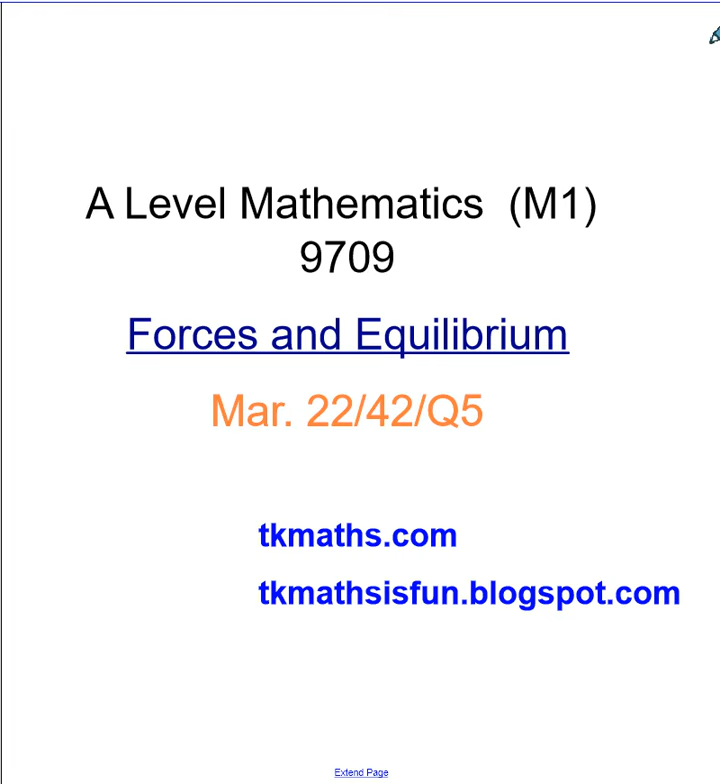 A Level Mathematics (M1)
9709
Forces and Equilibrium
Mar. 22/42/Q5
tkmaths.com
tkmathsisfun.blogspot.com
Extend Page